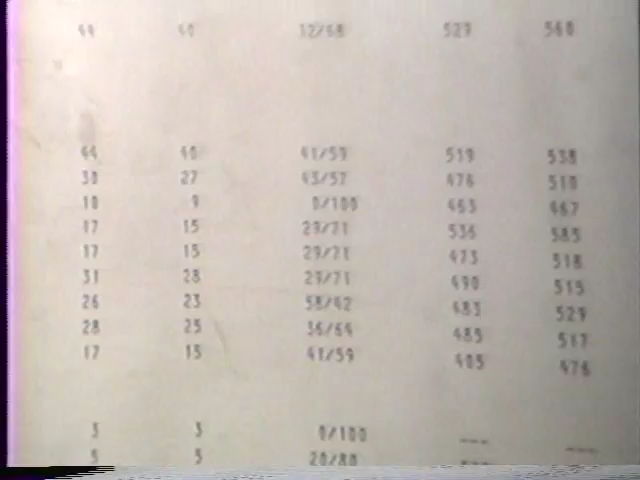 44 40 32/68 527 560
44 40 41/59 519 538
30 27 43/57 476 510
10 9 0/100 463 467
17 15 29/71 536 585
17 15 29/71 473 518
31 28 29/71 490 515
26 23 58/42 483 529
28 25 36/64 485 517
17 15 41/59 405 476
3 3 0/100 --- ---
5 5 20/80